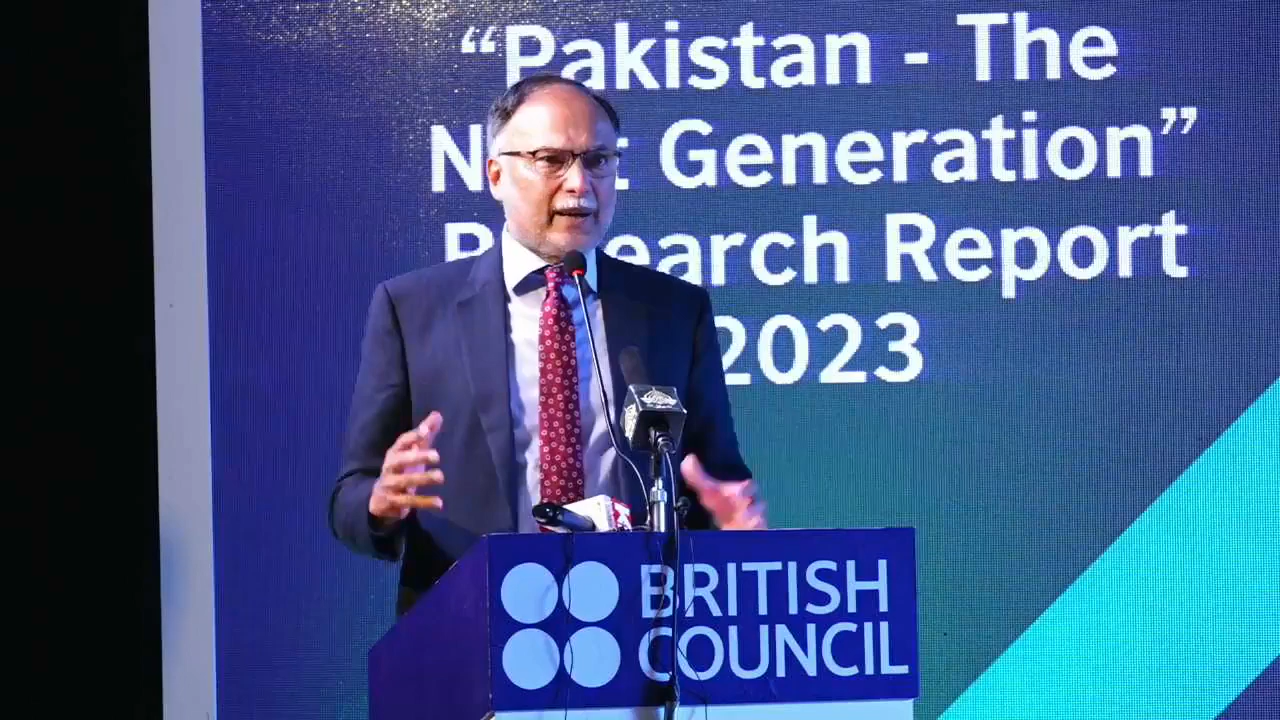 “Pakistan - The
Generation”
Report
2023
BRITISH
COUNCIL